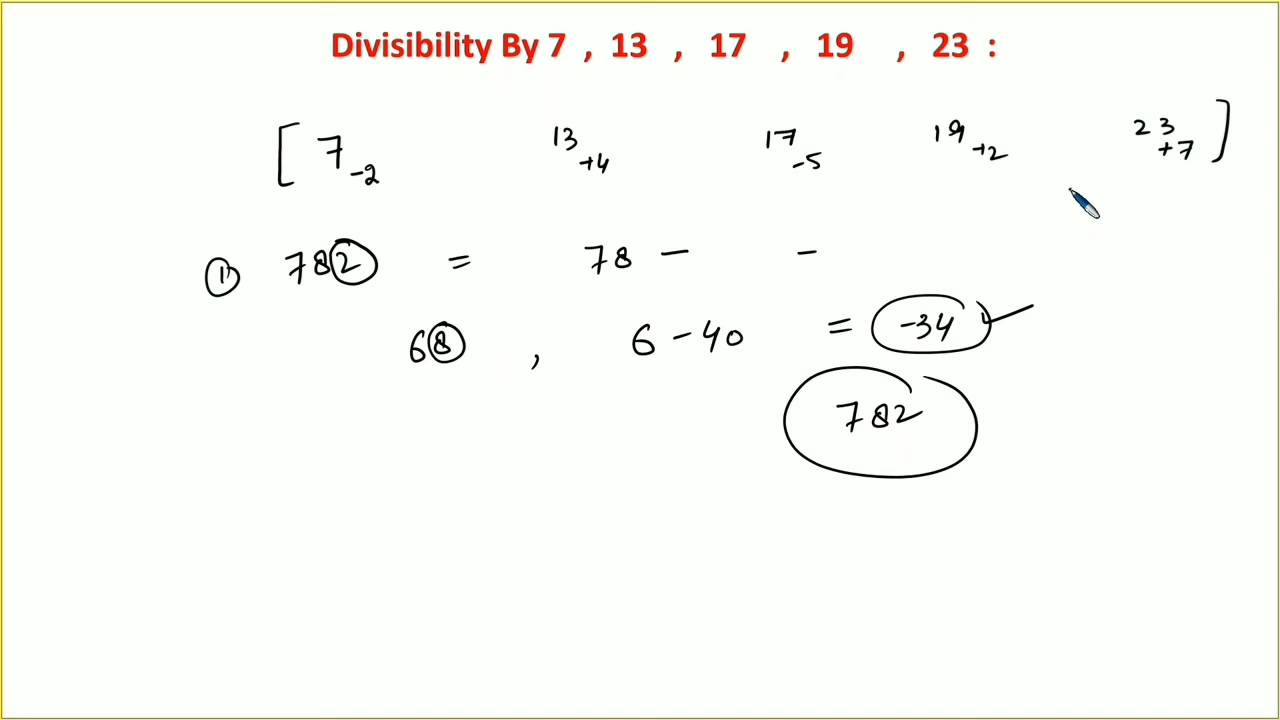 Divisibility By 7 , 13 , 17 , 19 , 23 :
[ 7 -2 13 +4 17 -5 19 +2 23 +7 ]
① 782 = 78 - -
68 , 6 - 40 = -34 ✓
782